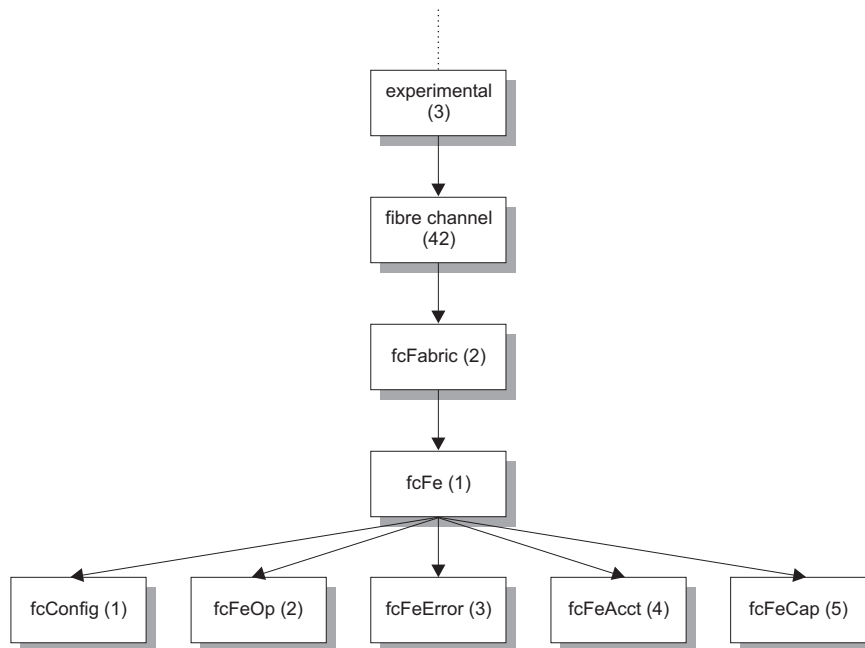 experimental
(3)
fibre channel
(42)
fcFabric (2)
fcFe (1)
fcConfig (1)
fcFeOp (2)
fcFeError (3)
fcFeAcct (4)
fcFeCap (5)